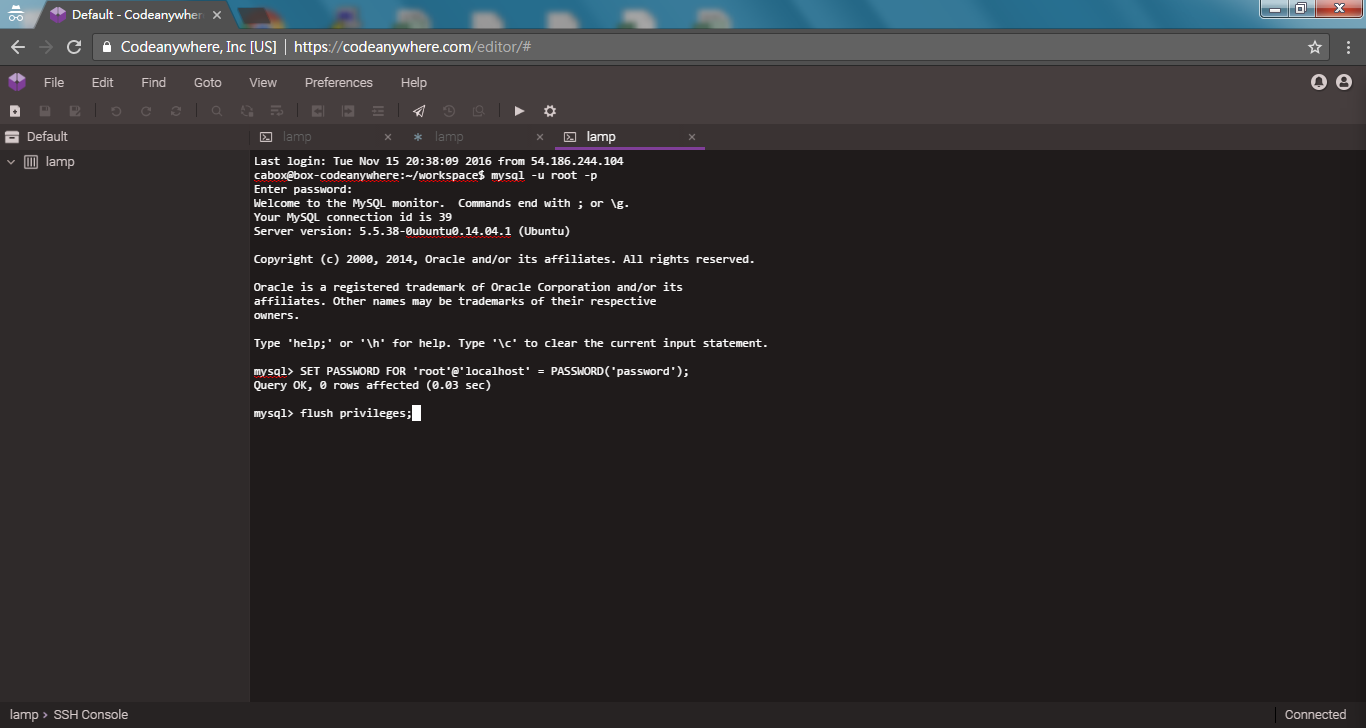 Default - Codeanywher
Codeanywhere, Inc [US] | https://codeanywhere.com/editor/#
File Edit Find Goto View Preferences Help
Default
lamp
lamp
lamp
lamp
Last login: Tue Nov 15 20:38:09 2016 from 54.186.244.104
cabox@box-codeanywhere:~/workspace$ mysql -u root -p
Enter password:
Welcome to the MySQL monitor.  Commands end with ; or \g.
Your MySQL connection id is 39
Server version: 5.5.38-0ubuntu0.14.04.1 (Ubuntu)
Copyright (c) 2000, 2014, Oracle and/or its affiliates. All rights reserved.
Oracle is a registered trademark of Oracle Corporation and/or its
affiliates. Other names may be trademarks of their respective
owners.
Type 'help;' or '\h' for help. Type '\c' to clear the current input statement.
mysql> SET PASSWORD FOR 'root'@'localhost' = PASSWORD('password');
Query OK, 0 rows affected (0.03 sec)
mysql> flush privileges;
lamp › SSH Console
Connected